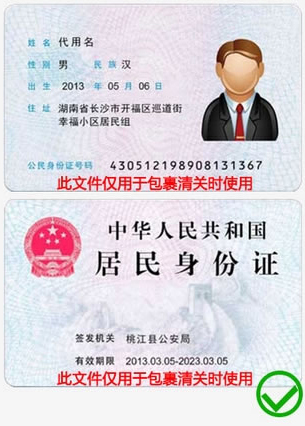 姓名 代用名
性别 男 民族 汉
出生 2013 年 05 月 06 日
住址 湖南省长沙市开福区巡道街
幸福小区居民组
公民身份证号码 430512198908131367
此文件仅用于包裹清关时使用
中华人民共和国
居民身份证
签发机关 桃江县公安局
有效期限 2013.03.05-2023.03.05
此文件仅用于包裹清关时使用